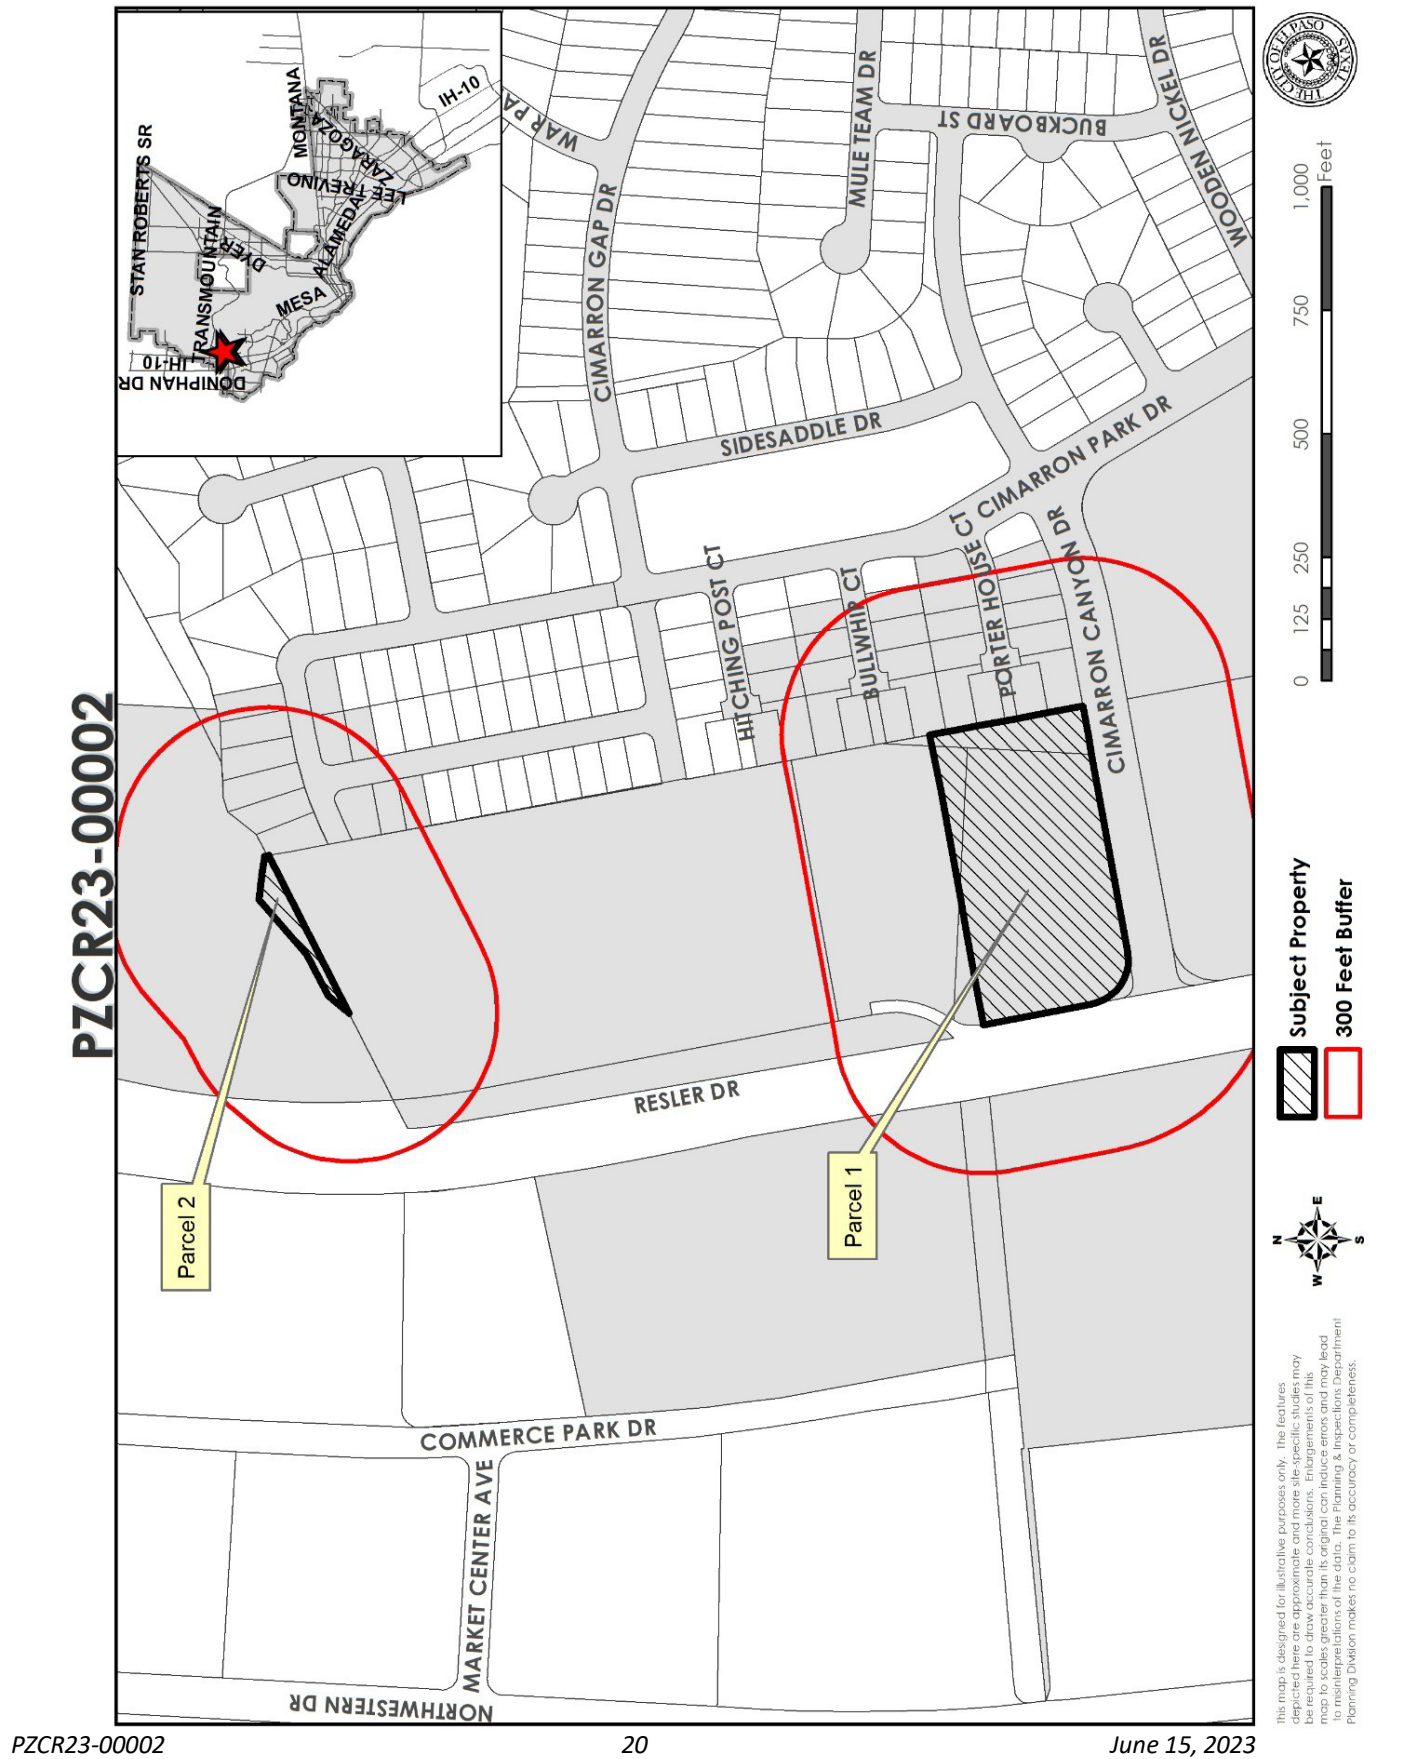 PZCR23-00002
STAN ROBERTS SR
MONTANA
IH-10
ZARAGOZA
LEE TREVINO
ALAMEDA
DYER
TRANSMOUNTAIN
MESA
IH-10
DONIPHAN DR
WAR PA
CIMARRON GAP DR
MULE TEAM DR
BUCKBOARD ST
WOODEN NICKEL DR
SIDESADDLE DR
CIMARRON PARK DR
HITCHING POST CT
BULLWHIP CT
PORTER HOUSE CT
CIMARRON CANYON DR
RESLER DR
Parcel 2
Parcel 1
COMMERCE PARK DR
MARKET CENTER AVE
NORTHWESTERN DR
THE CITY OF EL PASO
TEXAS
0 125 250 500 750 1,000
Feet
Subject Property
300 Feet Buffer
N
W E
S
This map is designed for illustrative purposes only. The features
depicted here are approximate and more site-specific studies may
be required to draw accurate conclusions. Enlargements of this
map to scales greater than its original can induce errors and may lead
to misinterpretations of the data. The Planning & Inspections Department
Planning Division makes no claim to its accuracy or completeness.
PZCR23-00002 20 June 15, 2023